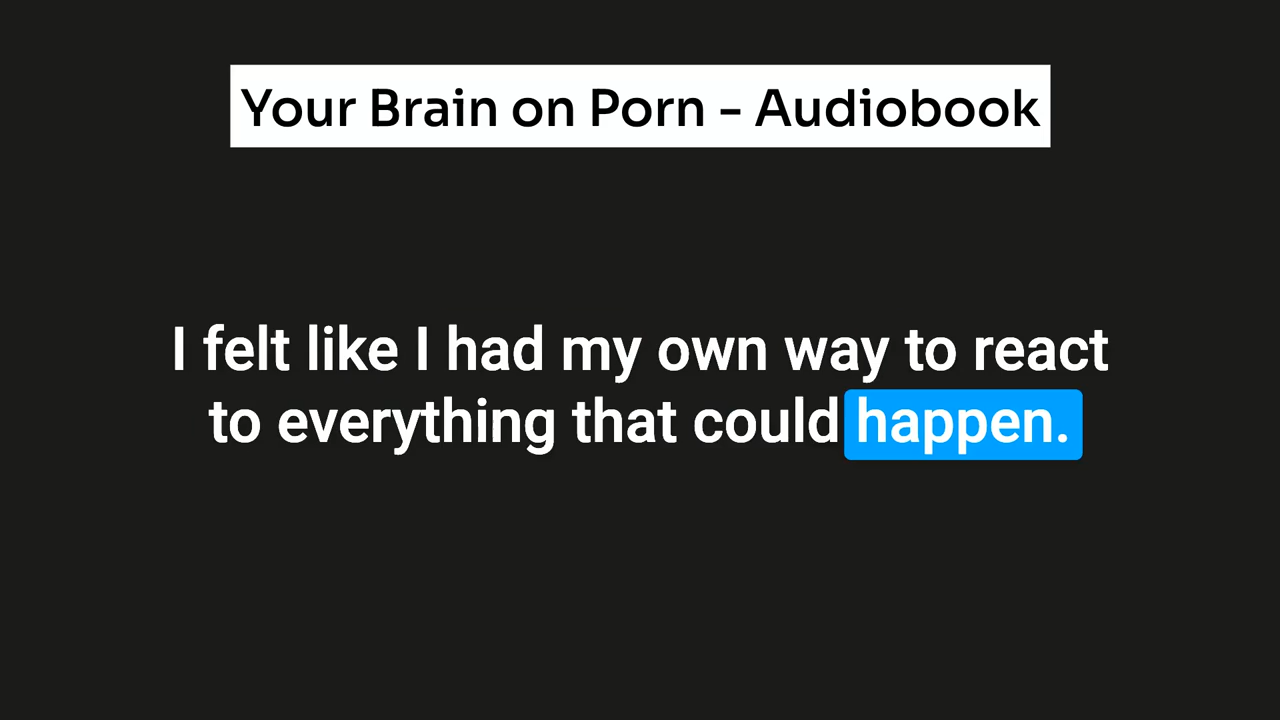 Your Brain on Porn - Audiobook
I felt like I had my own way to react
to everything that could happen.